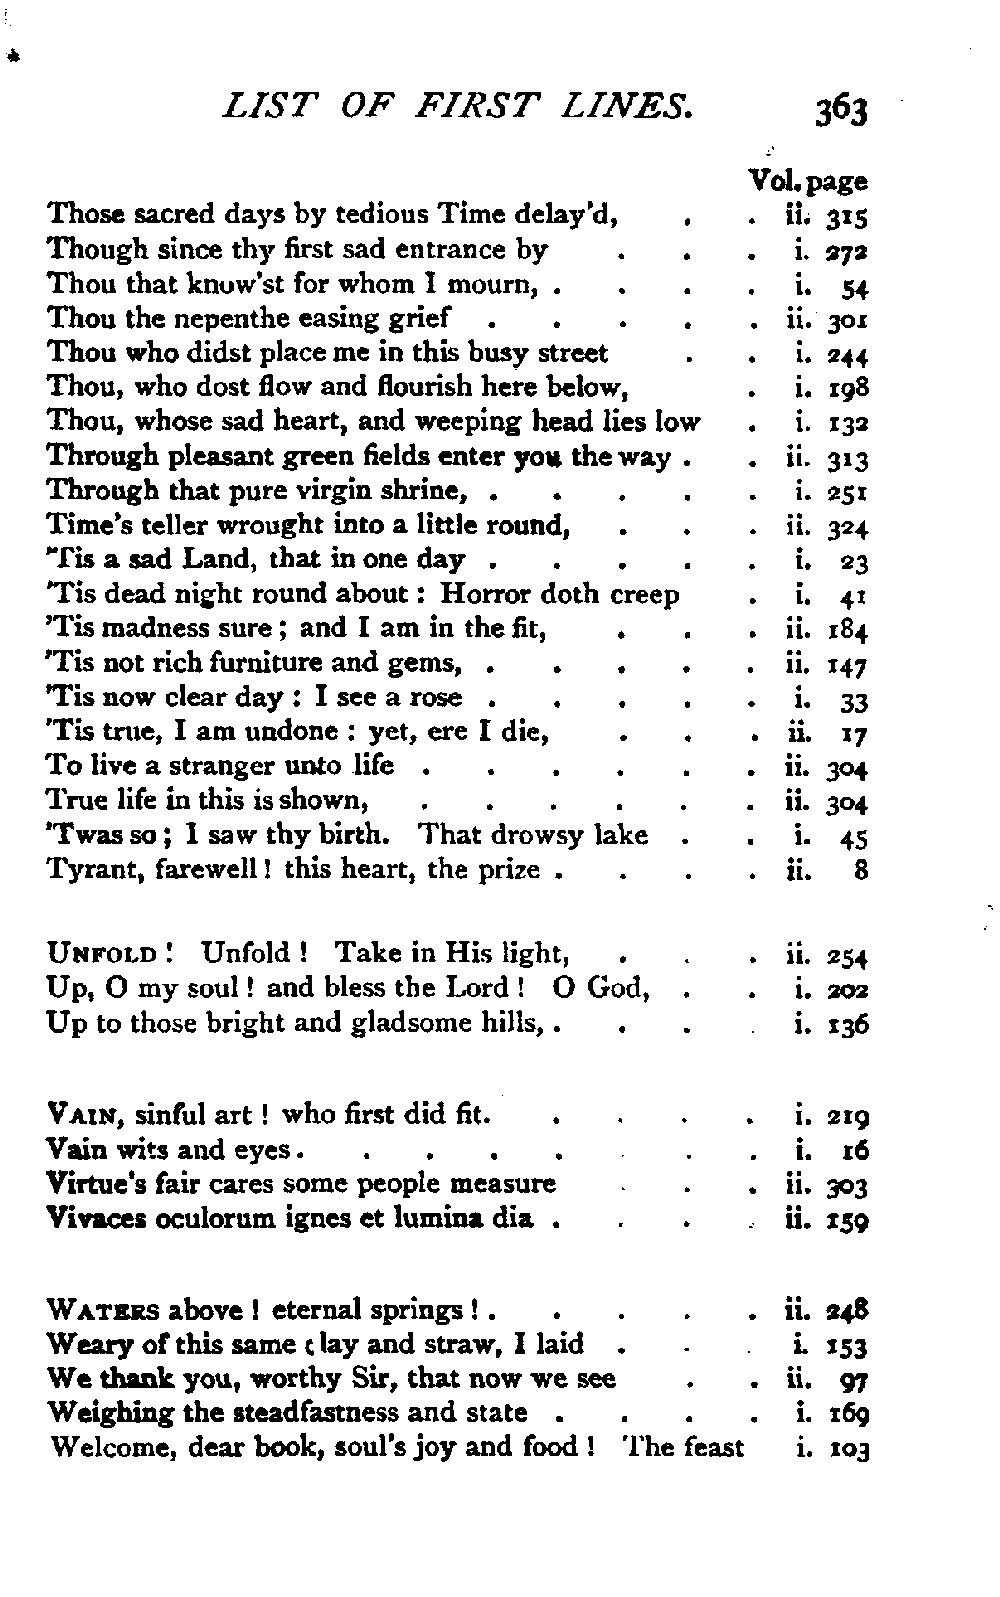 LIST OF FIRST LINES. 363
Vol. page
Those sacred days by tedious Time delay'd, . . ii. 315
Though since thy first sad entrance by . . . i. 272
Thou that know'st for whom I mourn, . . . . i. 54
Thou the nepenthe easing grief . . . . . ii. 301
Thou who didst place me in this busy street . . i. 244
Thou, who dost flow and flourish here below, . i. 198
Thou, whose sad heart, and weeping head lies low . i. 132
Through pleasant green fields enter you the way . . ii. 313
Through that pure virgin shrine, . . . . . i. 251
Time's teller wrought into a little round, . . . ii. 324
'Tis a sad Land, that in one day . . . . . i. 23
'Tis dead night round about : Horror doth creep . i. 41
'Tis madness sure ; and I am in the fit, . . . ii. 184
'Tis not rich furniture and gems, . . . . . ii. 147
'Tis now clear day : I see a rose . . . . . i. 33
'Tis true, I am undone : yet, ere I die, . . . ii. 17
To live a stranger unto life . . . . . . ii. 304
True life in this is shown, . . . . . . ii. 304
'Twas so ; I saw thy birth. That drowsy lake . . i. 45
Tyrant, farewell ! this heart, the prize . . . . ii. 8
UNFOLD ! Unfold ! Take in His light, . . . ii. 254
Up, O my soul ! and bless the Lord ! O God, . . i. 202
Up to those bright and gladsome hills, . . . . i. 136
VAIN, sinful art ! who first did fit. . . . . i. 219
Vain wits and eyes . . . . . . . . i. 16
Virtue's fair cares some people measure . . . ii. 303
Vivaces oculorum ignes et lumina dia . . . . ii. 159
WATERS above ! eternal springs ! . . . . . ii. 248
Weary of this same clay and straw, I laid . . . i. 153
We thank you, worthy Sir, that now we see . . ii. 97
Weighing the steadfastness and state . . . . i. 169
Welcome, dear book, soul's joy and food ! The feast i. 103